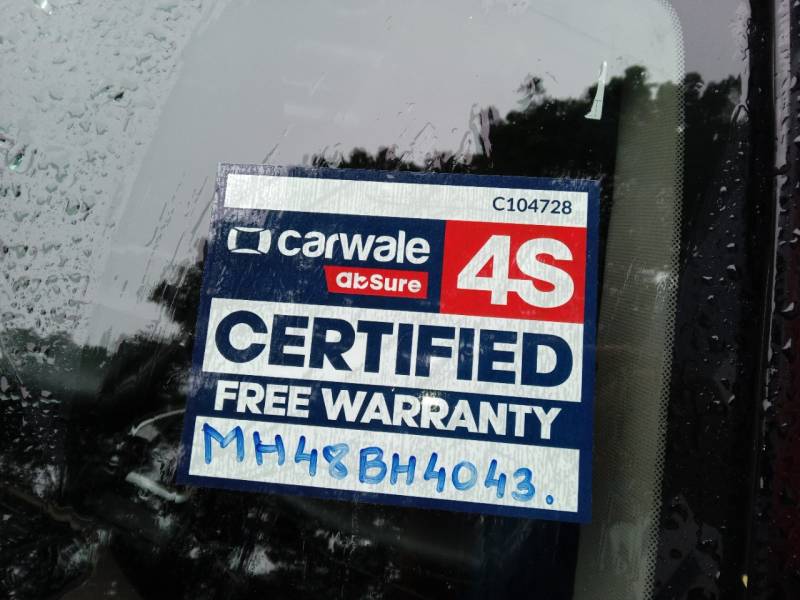 C104728
carwale 4S
abSure
CERTIFIED
FREE WARRANTY
MH48BH4043.